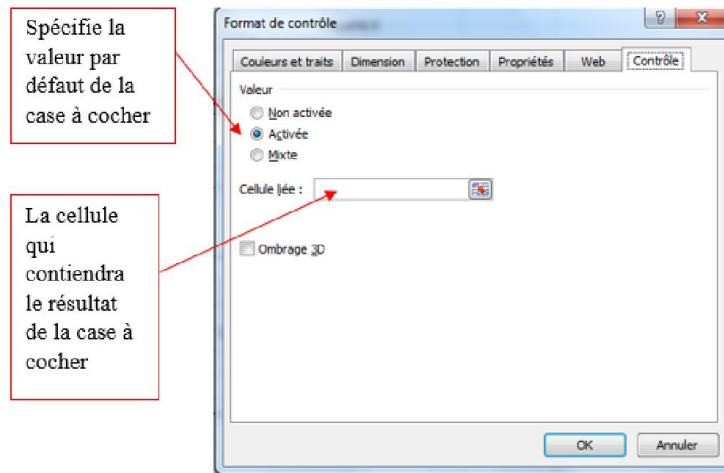 Spécifie la
valeur par
défaut de la
case à cocher
La cellule
qui
contiendra
le résultat
de la case à
cocher
Format de contrôle
?
Couleurs et traits Dimension Protection Propriétés Web Contrôle
Valeur
Non activée
Activée
Mixte
Cellule liée :
Ombrage 3D
OK Annuler